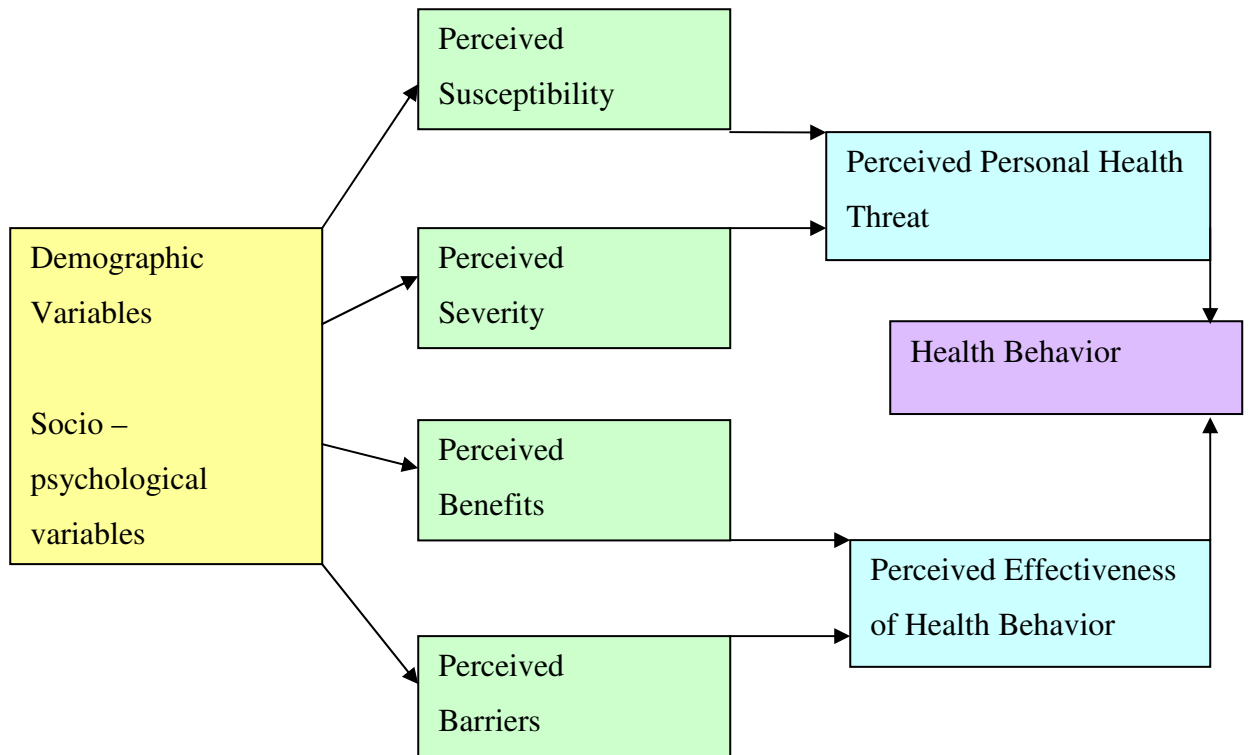 Demographic
Variables
Socio –
psychological
variables
Perceived
Susceptibility
Perceived
Severity
Perceived
Benefits
Perceived
Barriers
Perceived Personal Health
Threat
Perceived Effectiveness
of Health Behavior
Health Behavior